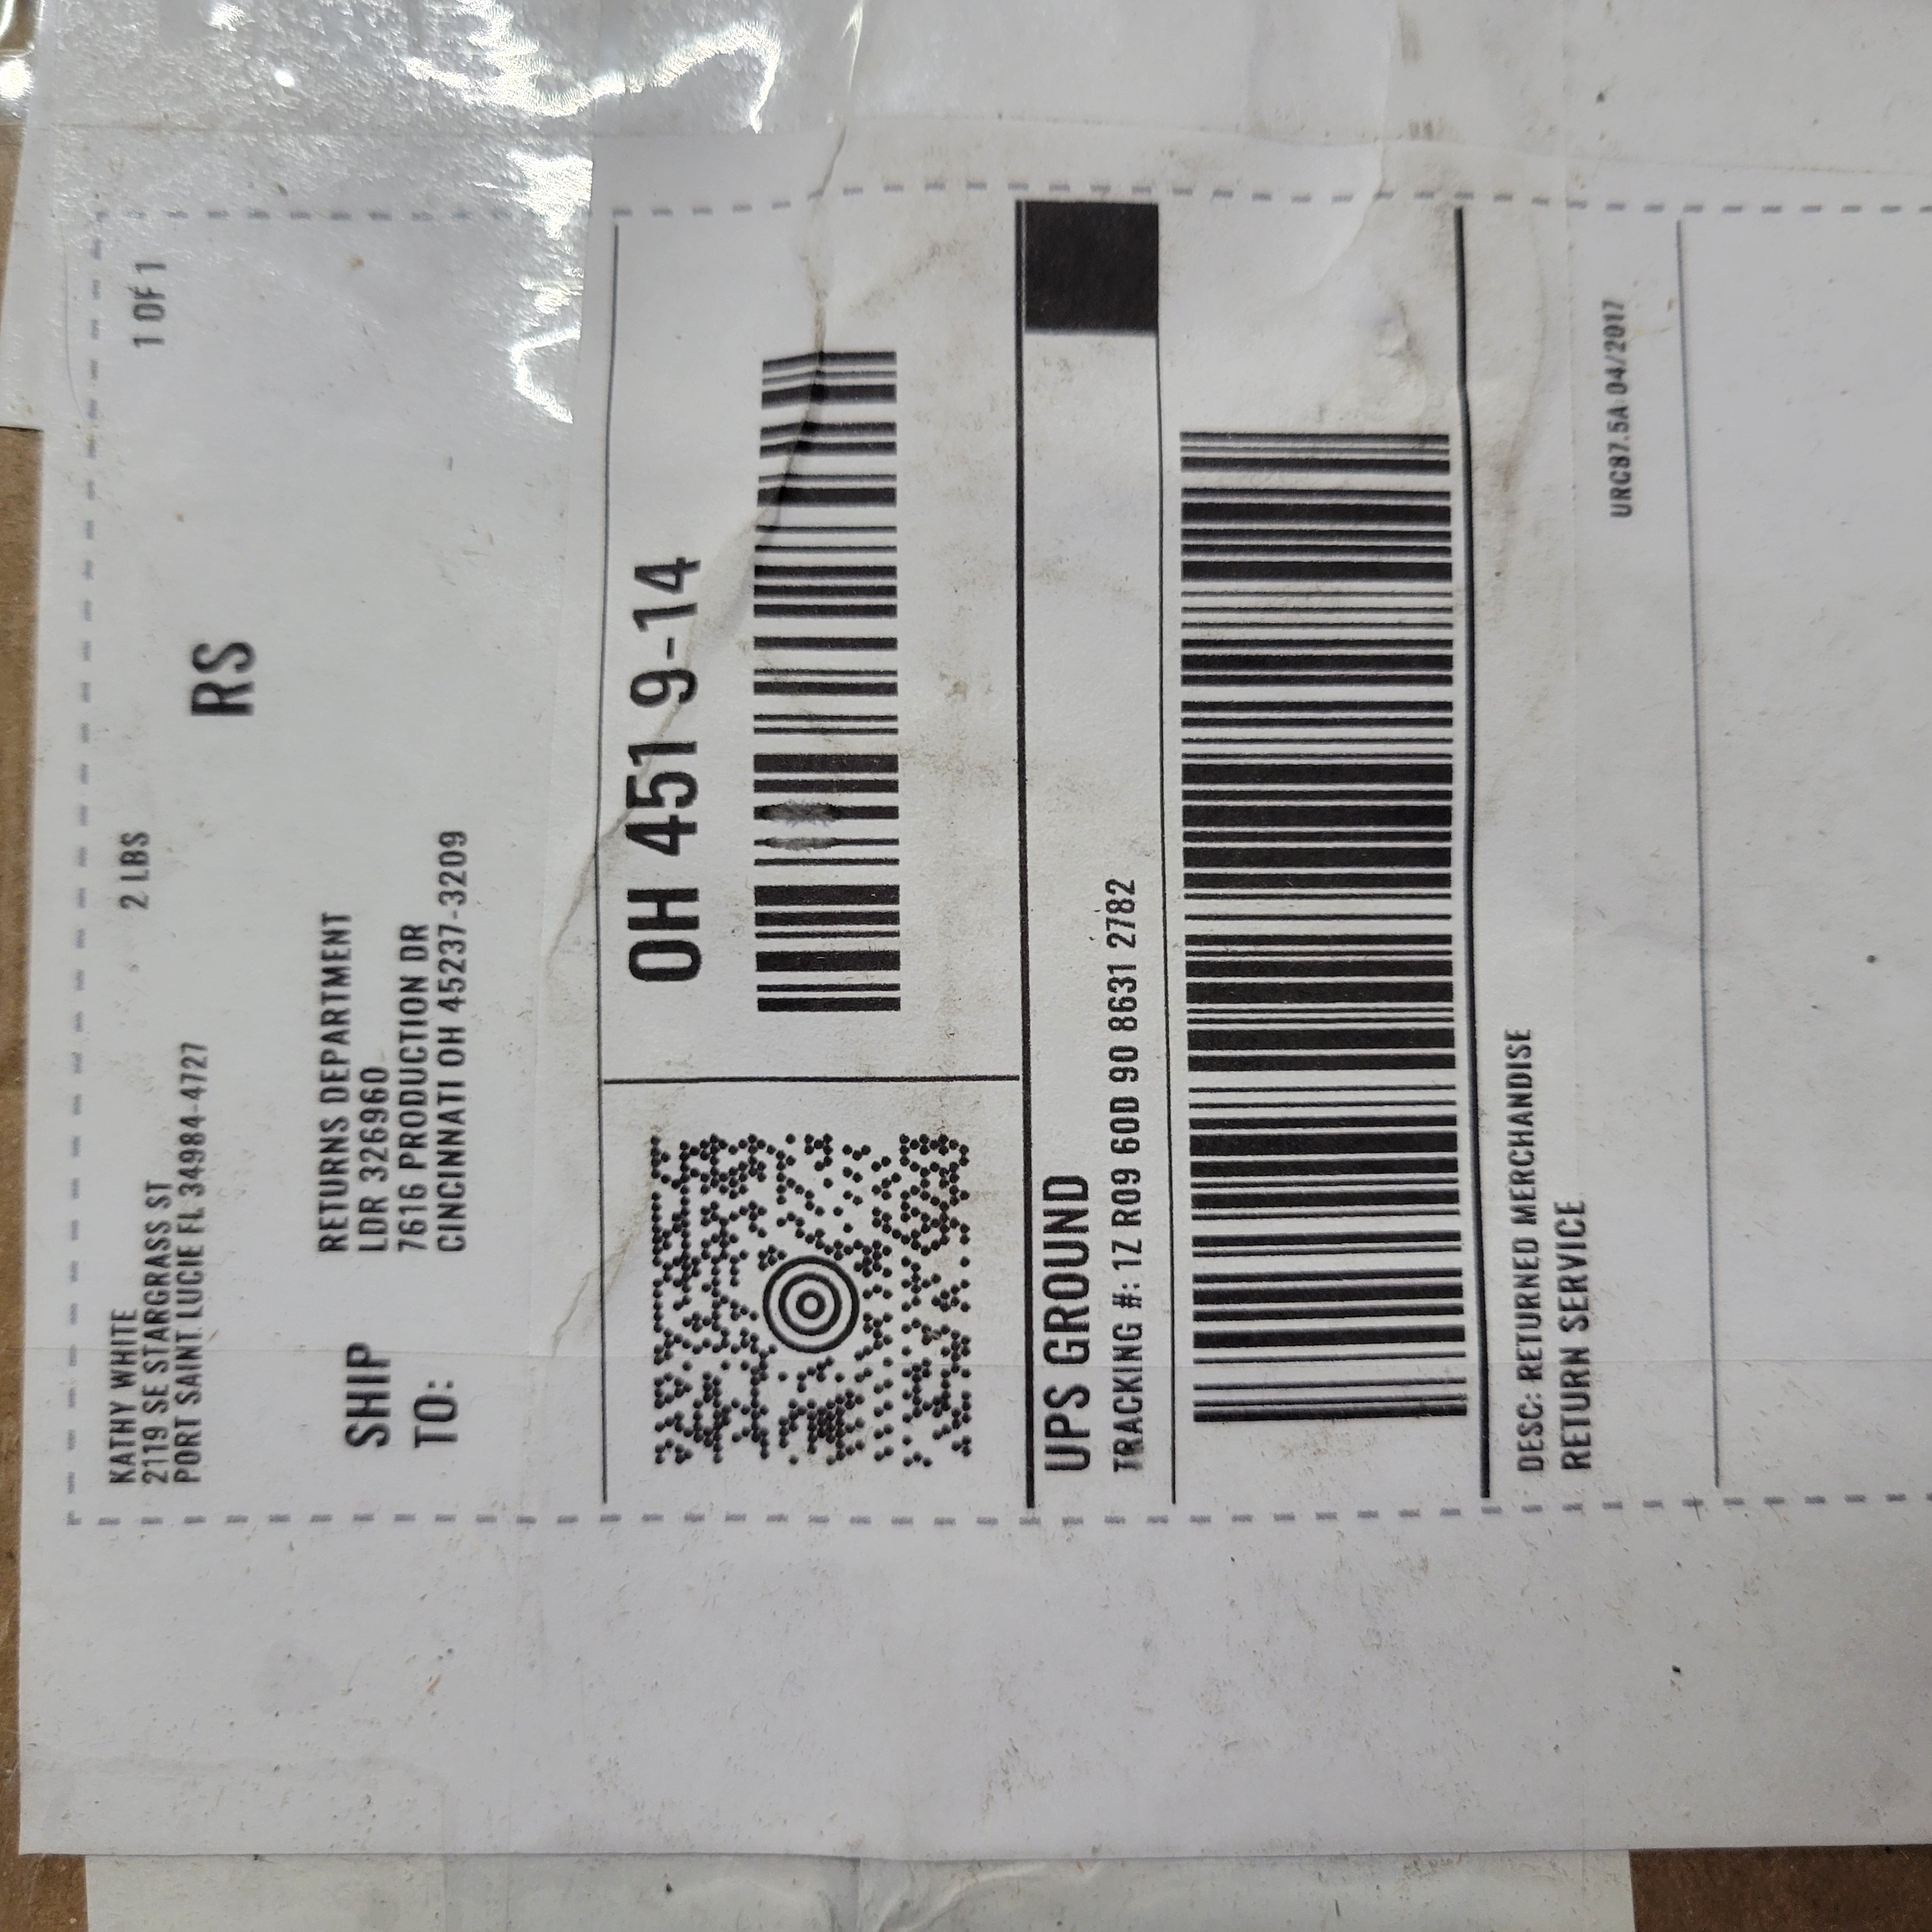 KATHY WHITE
2119 SE STARGRASS ST
PORT SAINT LUCIE FL 34984-4727
2 LBS
1 OF 1
RS
SHIP
TO:
RETURNS DEPARTMENT
LDR 326960
7616 PRODUCTION DR
CINCINNATI OH 45237-3209
OH 451 9-14
UPS GROUND
TRACKING #: 1Z R09 60D 90 8631 2782
DESC: RETURNED MERCHANDISE
RETURN SERVICE
URC87.5A 04/2017